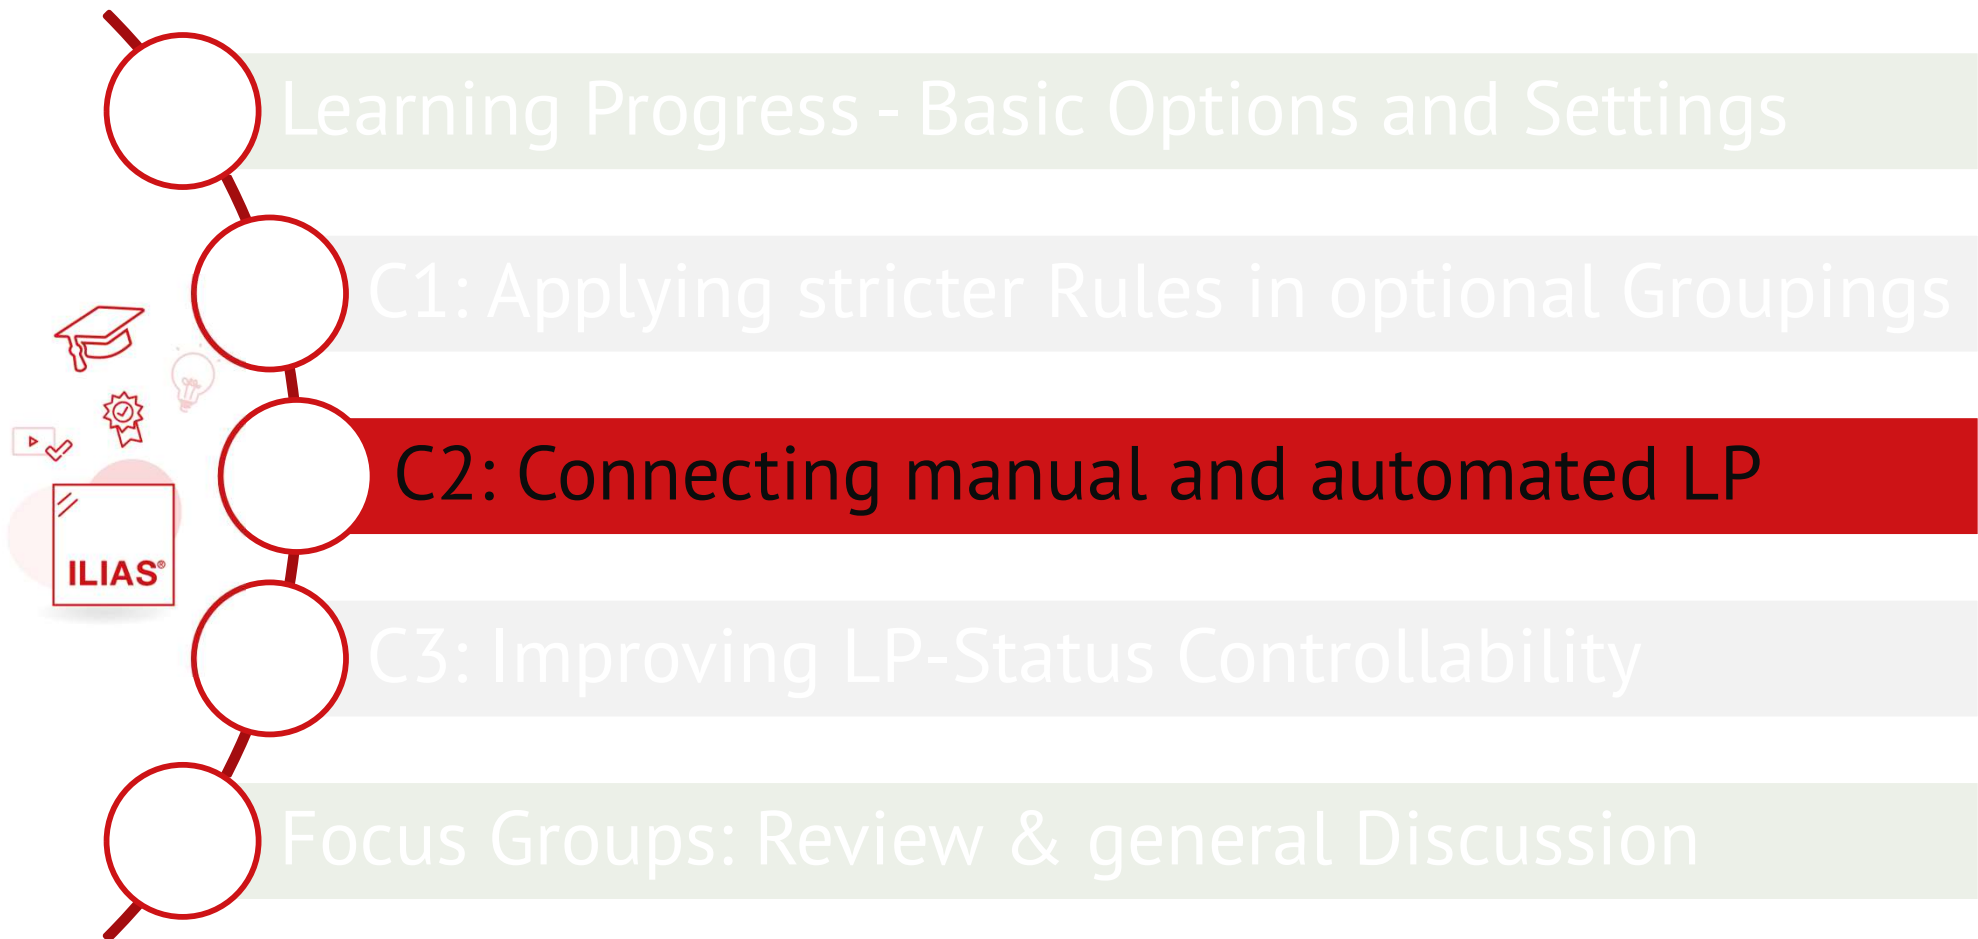 Learning Progress - Basic Options and Settings
C1: Applying stricter Rules in optional Groupings
C2: Connecting manual and automated LP
ILIAS®
C3: Improving LP-Status Controllability
Focus Groups: Review & general Discussion